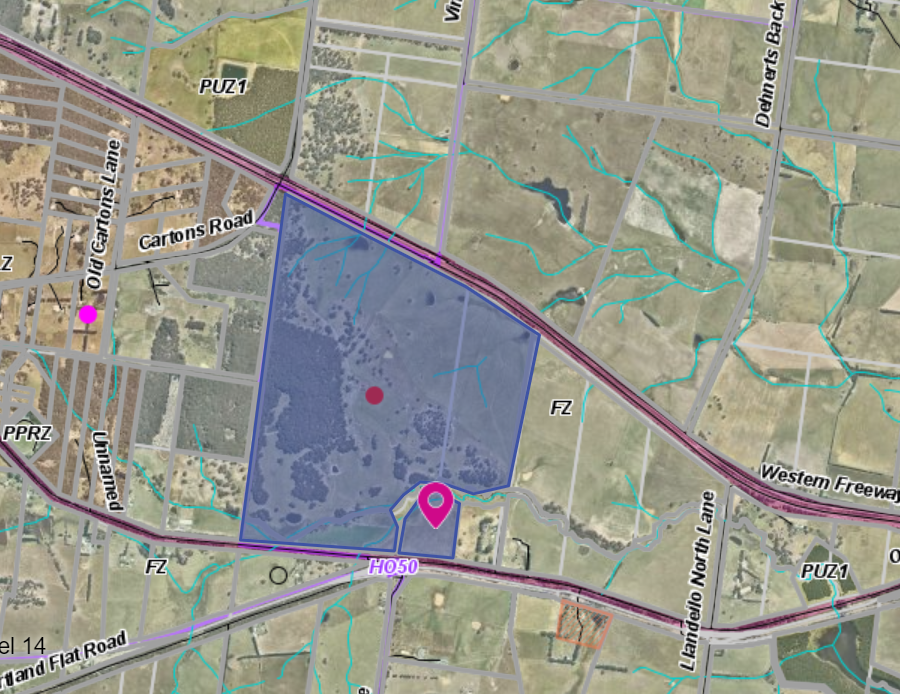 PUZ1
Dehnerts Back
Old Cartons Lane
Cartons Road
Z
FZ
PPRZ
Unnamed
Western Freeway
FZ
HO50
Llandello North Lane
PUZ1
O
el 14
rtland Flat Road
e